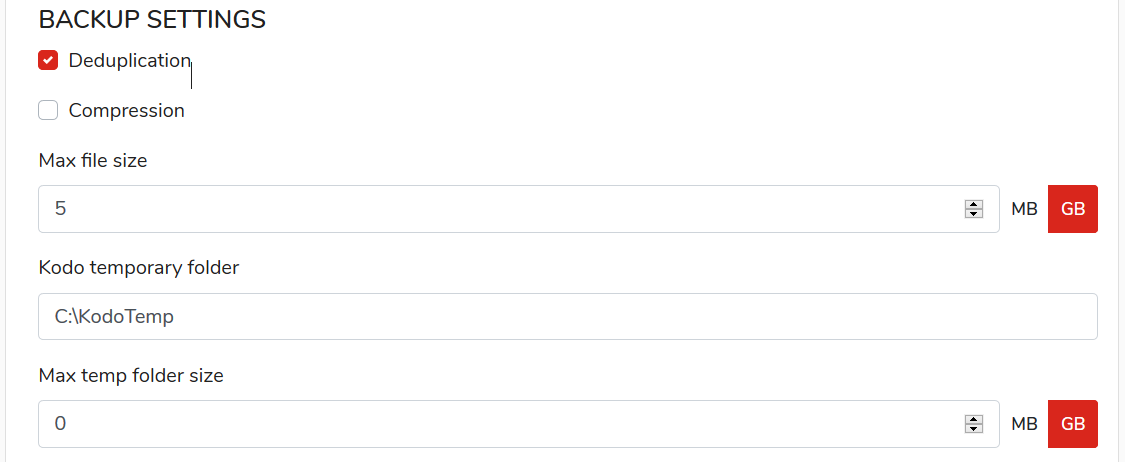 BACKUP SETTINGS
Deduplication
Compression
Max file size
5 MB GB
Kodo temporary folder
C:\KodoTemp
Max temp folder size
0 MB GB